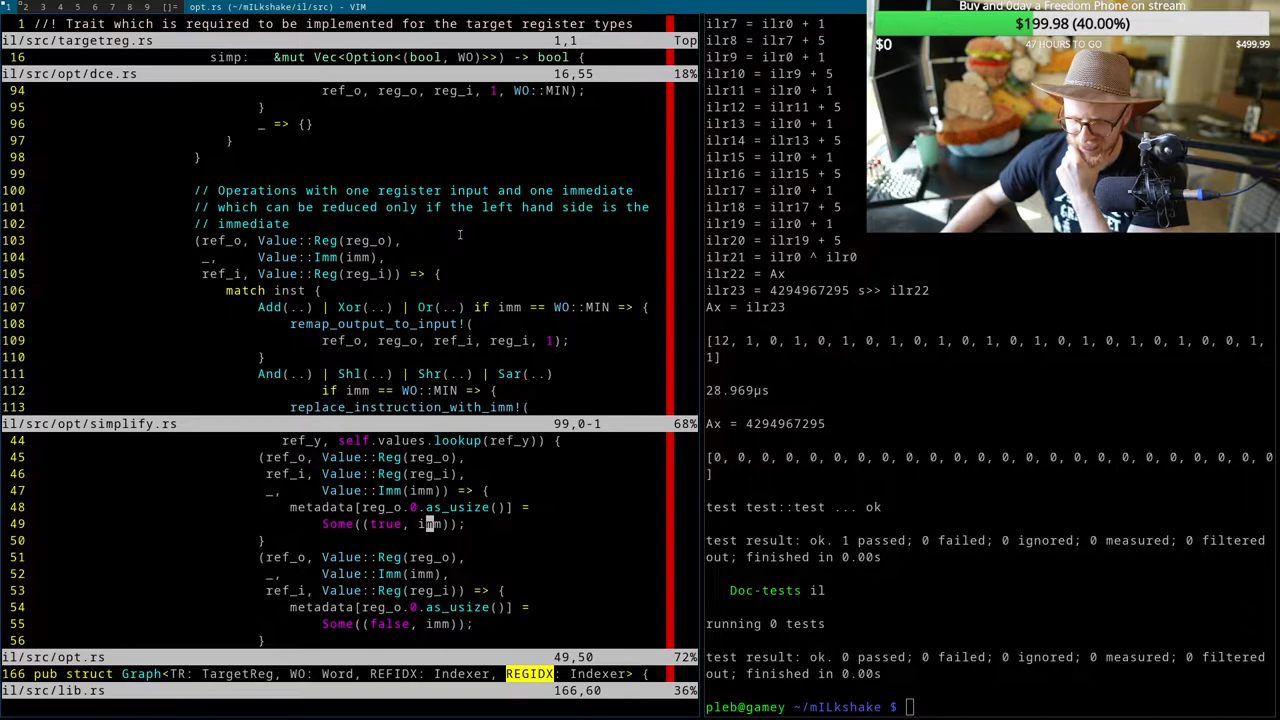 1 2 3 4 5 6 7 8 9 []= opt.rs (~/mILkshake/il/src) - VIM
1 //! Trait which is required to be implemented for the target register types
il/src/targetreg.rs 1,1 Top
16 simp: &mut Vec<Option<(bool, WO)>>) -> bool {
il/src/opt/dce.rs 16,55 18%
94 ref_o, reg_o, reg_i, 1, WO::MIN);
95 }
96 _ => {}
97 }
98 }
100 // Operations with one register input and one immediate
101 // which can be reduced only if the left hand side is the
102 // immediate
103 (ref_o, Value::Reg(reg_o),
104 _, Value::Imm(imm),
105 ref_i, Value::Reg(reg_i)) => {
106 match inst {
107 Add(..) | Xor(..) | Or(..) if imm == WO::MIN => {
108 remap_output_to_input!(
109 ref_o, reg_o, ref_i, reg_i, 1);
110 }
111 And(..) | Shl(..) | Shr(..) | Sar(..)
112 if imm == WO::MIN => {
113 replace_instruction_with_imm!(
il/src/opt/simplify.rs 99,0-1 68%
44 ref_y, self.values.lookup(ref_y)) {
45 (ref_o, Value::Reg(reg_o),
46 ref_i, Value::Reg(reg_i),
47 _, Value::Imm(imm)) => {
48 metadata[reg_o.0.as_usize()] =
49 Some((true, imm));
50 }
51 (ref_o, Value::Reg(reg_o),
52 _, Value::Imm(imm),
53 ref_i, Value::Reg(reg_i)) => {
54 metadata[reg_o.0.as_usize()] =
55 Some((false, imm));
56 }
il/src/opt.rs 49,50 72%
166 pub struct Graph<TR: TargetReg, WO: Word, REFIDX: Indexer, REGIDX: Indexer> {
il/src/lib.rs 166,60 36%
ilr7 = ilr0 + 1
ilr8 = ilr7 + 5
ilr9 = ilr0 + 1
ilr10 = ilr9 + 5
ilr11 = ilr0 + 1
ilr12 = ilr11 + 5
ilr13 = ilr0 + 1
ilr14 = ilr13 + 5
ilr15 = ilr0 + 1
ilr16 = ilr15 + 5
ilr17 = ilr0 + 1
ilr18 = ilr17 + 5
ilr19 = ilr0 + 1
ilr20 = ilr19 + 5
ilr21 = ilr0 ^ ilr0
ilr22 = Ax
ilr23 = 4294967295 s>> ilr22
Ax = ilr23
[12, 1, 0, 1, 0, 1, 0, 1, 0, 1, 0, 1, 0, 1, 0, 1, 0, 1, 0, 1, 0, 0, 1,
1]
28.969µs
Ax = 4294967295
[0, 0, 0, 0, 0, 0, 0, 0, 0, 0, 0, 0, 0, 0, 0, 0, 0, 0, 0, 0, 0, 0, 0, 0
]
test test::test ... ok
test result: ok. 1 passed; 0 failed; 0 ignored; 0 measured; 0 filtered
out; finished in 0.00s
Doc-tests il
running 0 tests
test result: ok. 0 passed; 0 failed; 0 ignored; 0 measured; 0 filtered
out; finished in 0.00s
pleb@gamey ~/mILkshake $
Buy and 0day a Freedom Phone on stream
$199.98 (40.00%)
$0 47 HOURS TO GO $499.99